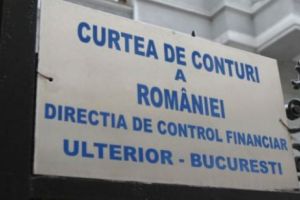 CURTEA DE CONTURI
A
ROMÂNIEI
DIRECTIA DE CONTROL FINANCIAR
ULTERIOR - BUCURESTI